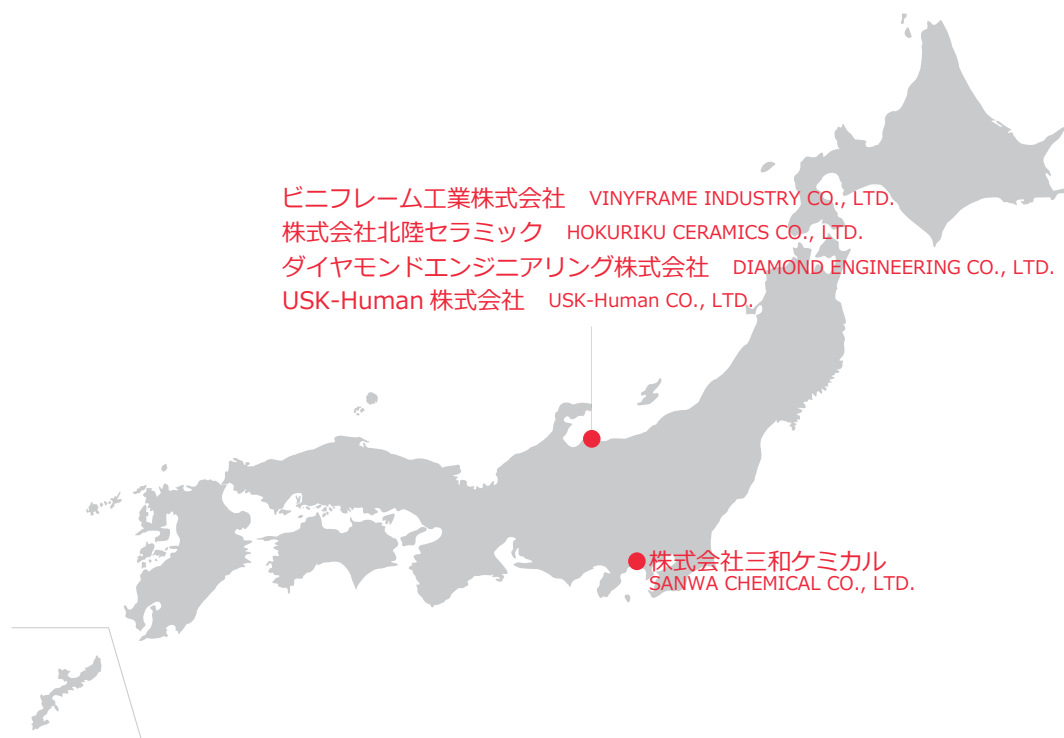 ビニフレーム工業株式会社 VINYFRAME INDUSTRY CO., LTD.
株式会社北陸セラミック HOKURIKU CERAMICS CO., LTD.
ダイヤモンドエンジニアリング株式会社 DIAMOND ENGINEERING CO., LTD.
USK-Human 株式会社 USK-Human CO., LTD.
株式会社三和ケミカル
SANWA CHEMICAL CO., LTD.